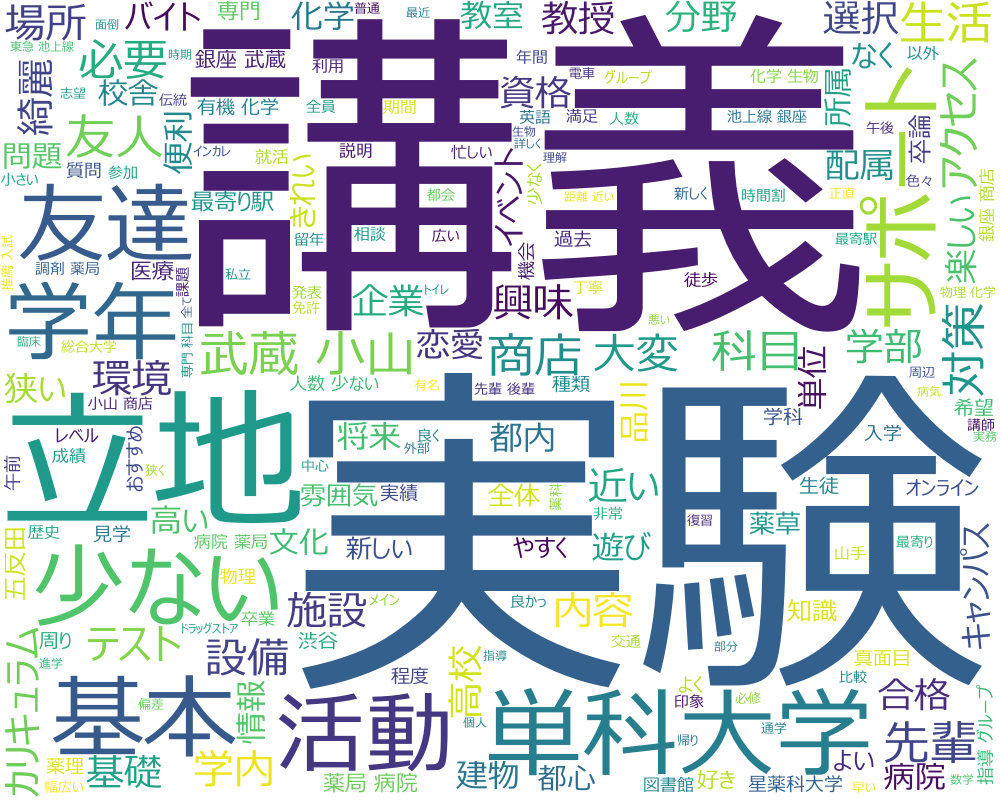 場所
バイト
専門
普通
最近
面倒
化学
教室
教授
分野
選択
生活
東急 池上線
時期
志望
必要
銀座 武蔵
利用
年間
電車
グループ
化学 生物
なく
以外
綺麗
校舎
伝統
有機 化学
全員
期間
英語
満足
人数
池上線 銀座
所属
アクセス
サポート
友人
便利
インカレ
就活
説明
忙しい
資格
生物
詳しく
理解
午後
卒論
色々
問題
質問
小さい
参加
最寄り駅
きれい
都会
イベント
少なく
新しく
時間割
配属
正直
楽しい
銀座 商店
講義
友達
留年
相談
広い
機会
過去
距離 近い
最寄駅
推薦 入試
調剤 薬局
医療
課題
私立
徒歩
丁寧
学年
発表
免許
企業
トイレ
興味
悪い
物理 化学
臨床
総合大学
専門 科目 全て
武蔵 小山
恋愛
商店
大変
科目
学部
対策
狭い
環境
人数 少ない
有名
先輩 後輩
種類
単位
周辺
病気
小山 商店
品川
希望
講師
実務
レベル
成績
おすすめ
立地
将来
良く
外部
都内
学科
入学
午前
狭く
中心
実験
雰囲気
実績
全体
近い
生徒
オンライン
歴史
見学
高い
病院 薬局
文化
新しい
やすく
非常
遊び
薬科
復習
薬草
山手
最寄り
キャンパス
五反田
少ない
物理
卒業
施設
メイン
良かっ
内容
交通
知識
カリキュラム
周り
進学
テスト
ドラッグストア
設備
渋谷
程度
指導
高校
部分
真面目
比較
偏差
基本
情報
活動
個人
単科大学
よく
印象
必修
通学
帰り
合格
先輩
指導 グループ
薬理
幅広い
基礎
学内
薬局 病院
建物
都心
図書館
好き
星薬科大学
よい
早い
病院
数学